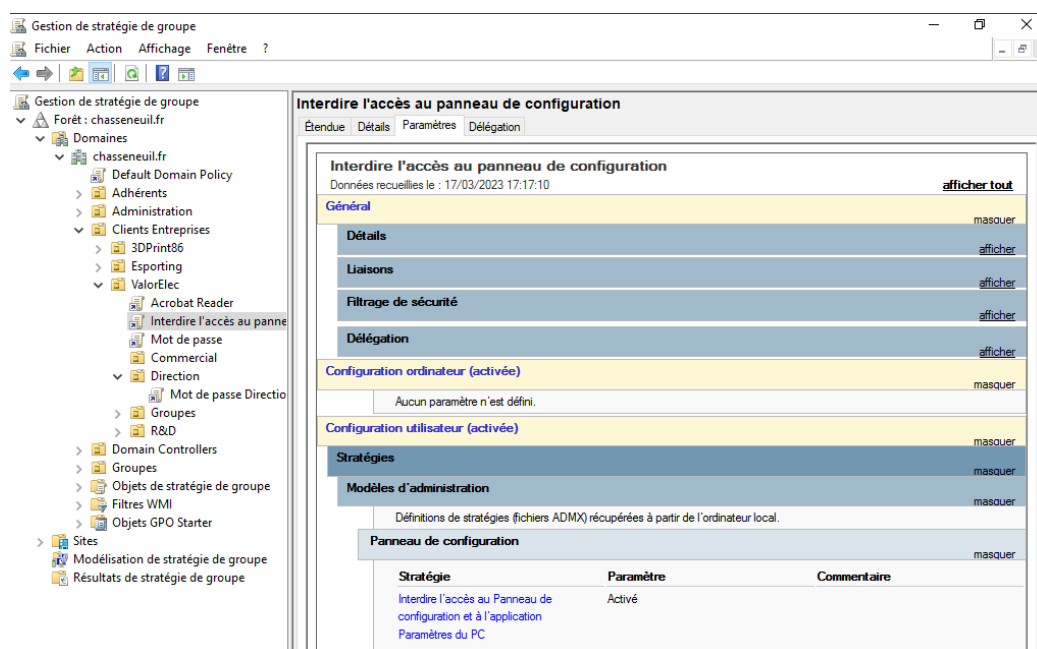 Gestion de stratégie de groupe
Fichier Action Affichage Fenêtre ?
Gestion de stratégie de groupe
Forêt : chasseneuil.fr
Domaines
chasseneuil.fr
Default Domain Policy
Adhérents
Administration
Clients Entreprises
3DPrint86
Esporting
ValorElec
Acrobat Reader
Interdire l'accès au panne
Mot de passe
Commercial
Direction
Mot de passe Directio
Groupes
R&D
Domain Controllers
Groupes
Objets de stratégie de groupe
Filtres WMI
Objets GPO Starter
Sites
Modélisation de stratégie de groupe
Résultats de stratégie de groupe
Interdire l'accès au panneau de configuration
Étendue Détails Paramètres Délégation
Interdire l'accès au panneau de configuration
Données recueillies le : 17/03/2023 17:17:10 afficher tout
Général masquer
Détails afficher
Liaisons afficher
Filtrage de sécurité afficher
Délégation afficher
Configuration ordinateur (activée) masquer
Aucun paramètre n'est défini.
Configuration utilisateur (activée) masquer
Stratégies masquer
Modèles d'administration masquer
Définitions de stratégies (fichiers ADMX) récupérées à partir de l'ordinateur local.
Panneau de configuration masquer
Stratégie Paramètre Commentaire
Interdire l'accès au Panneau de Activé
configuration et à l'application
Paramètres du PC